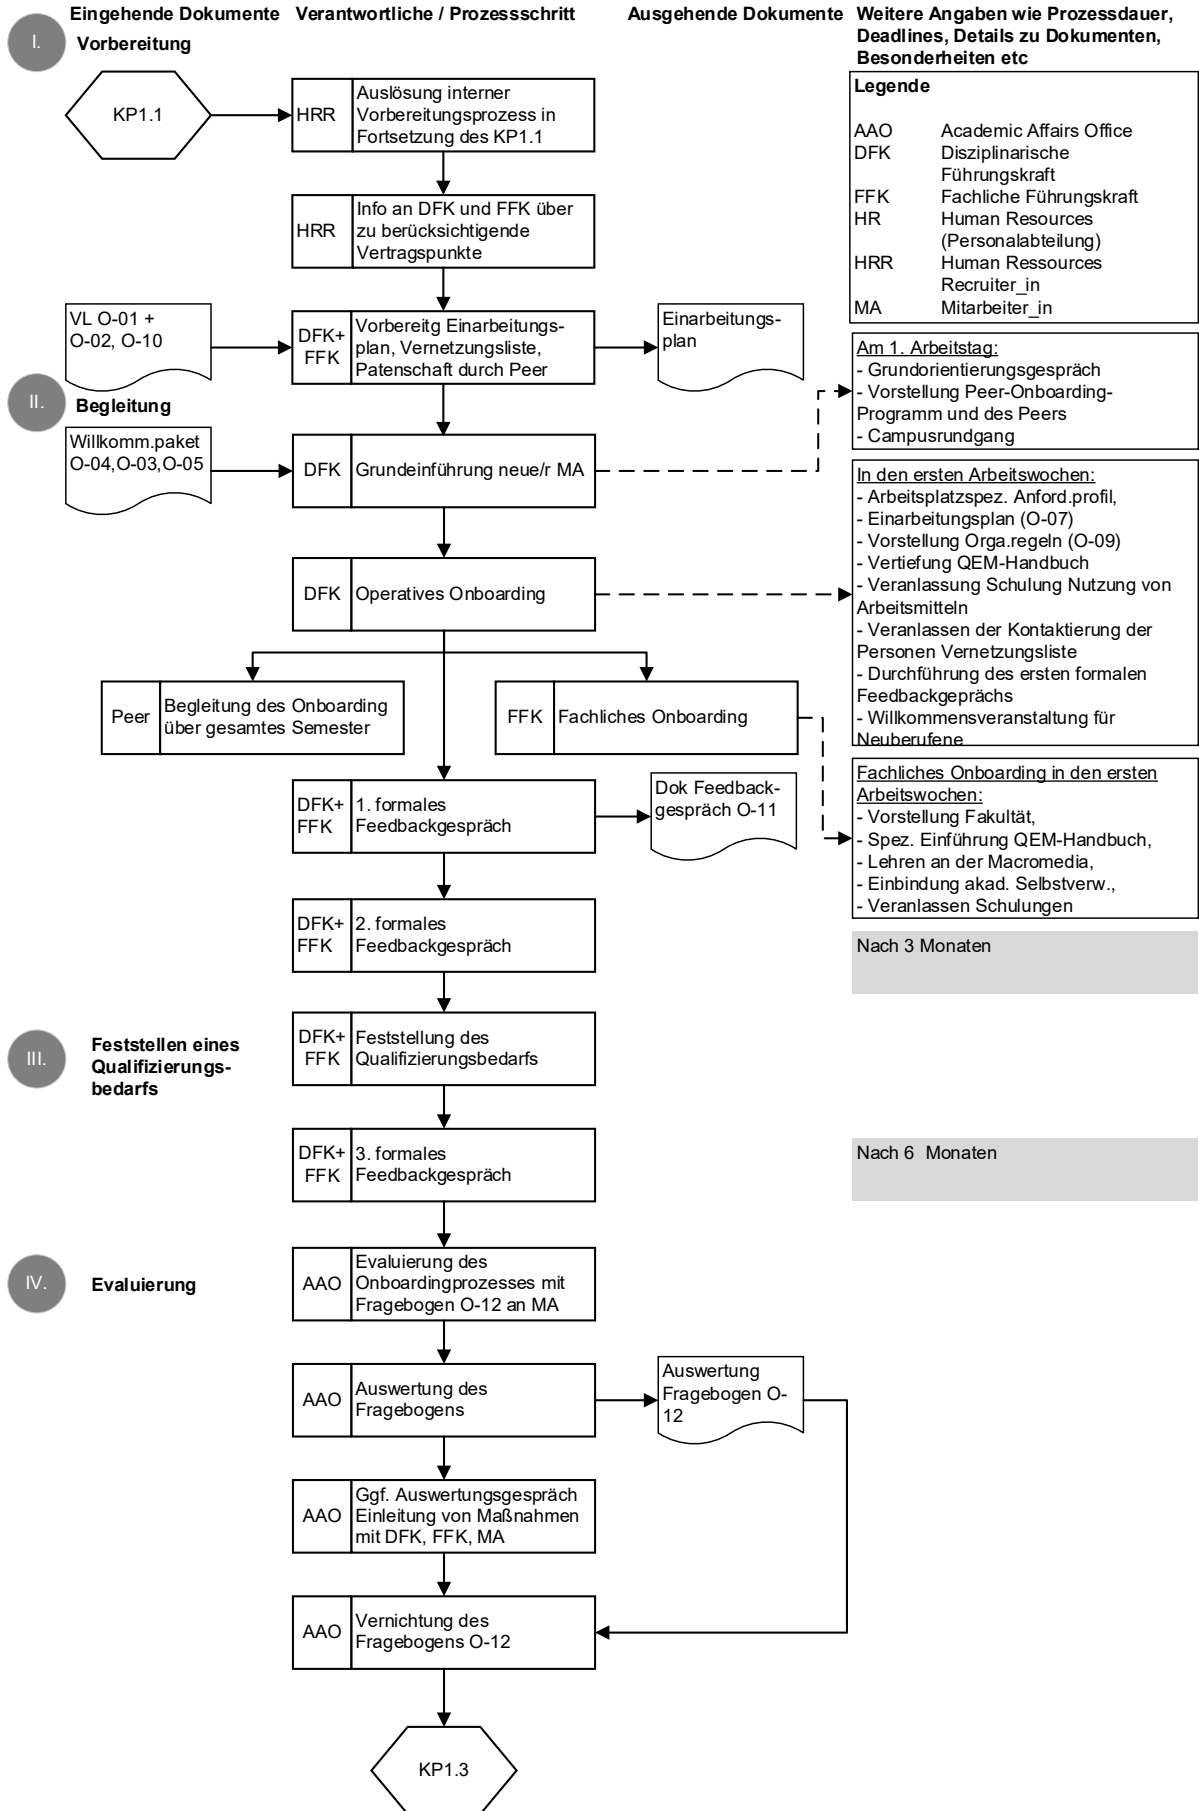 Eingehende Dokumente
Verantwortliche / Prozessschritt
Ausgehende Dokumente
Weitere Angaben wie Prozessdauer,
Deadlines, Details zu Dokumenten,
Besonderheiten etc
I.
Vorbereitung
Legende
AAO Academic Affairs Office
DFK Disziplinarische
Führungskraft
FFK Fachliche Führungskraft
HR Human Resources
(Personalabteilung)
HRR Human Ressources
Recruiter_in
MA Mitarbeiter_in
KP1.1
HRR
Auslösung interner
Vorbereitungsprozess in
Fortsetzung des KP1.1
HRR
Info an DFK und FFK über
zu berücksichtigende
Vertragspunkte
VL O-01 +
O-02, O-10
DFK+
FFK
Vorbereitg Einarbeitungs-
plan, Vernetzungsliste,
Patenschaft durch Peer
Einarbeitungs-
plan
Am 1. Arbeitstag:
- Grundorientierungsgespräch
- Vorstellung Peer-Onboarding-
Programm und des Peers
- Campusrundgang
II.
Begleitung
Willkomm.paket
O-04,O-03,O-05
DFK
Grundeinführung neue/r MA
In den ersten Arbeitswochen:
- Arbeitsplatzspez. Anford.profil,
- Einarbeitungsplan (O-07)
- Vorstellung Orga.regeln (O-09)
- Vertiefung QEM-Handbuch
- Veranlassung Schulung Nutzung von
Arbeitsmitteln
- Veranlassen der Kontaktierung der
Personen Vernetzungsliste
- Durchführung des ersten formalen
Feedbackgeprächs
- Willkommensveranstaltung für
Neuberufene
DFK
Operatives Onboarding
Peer
Begleitung des Onboarding
über gesamtes Semester
FFK
Fachliches Onboarding
Fachliches Onboarding in den ersten
Arbeitswochen:
- Vorstellung Fakultät,
- Spez. Einführung QEM-Handbuch,
- Lehren an der Macromedia,
- Einbindung akad. Selbstverw.,
- Veranlassen Schulungen
DFK+
FFK
1. formales
Feedbackgespräch
Dok Feedback-
gespräch O-11
DFK+
FFK
2. formales
Feedbackgespräch
Nach 3 Monaten
III.
Feststellen eines
Qualifizierungs-
bedarfs
DFK+
FFK
Feststellung des
Qualifizierungsbedarfs
DFK+
FFK
3. formales
Feedbackgespräch
Nach 6 Monaten
IV.
Evaluierung
AAO
Evaluierung des
Onboardingprozesses mit
Fragebogen O-12 an MA
AAO
Auswertung des
Fragebogens
Auswertung
Fragebogen O-
12
AAO
Ggf. Auswertungsgespräch
Einleitung von Maßnahmen
mit DFK, FFK, MA
AAO
Vernichtung des
Fragebogens O-12
KP1.3